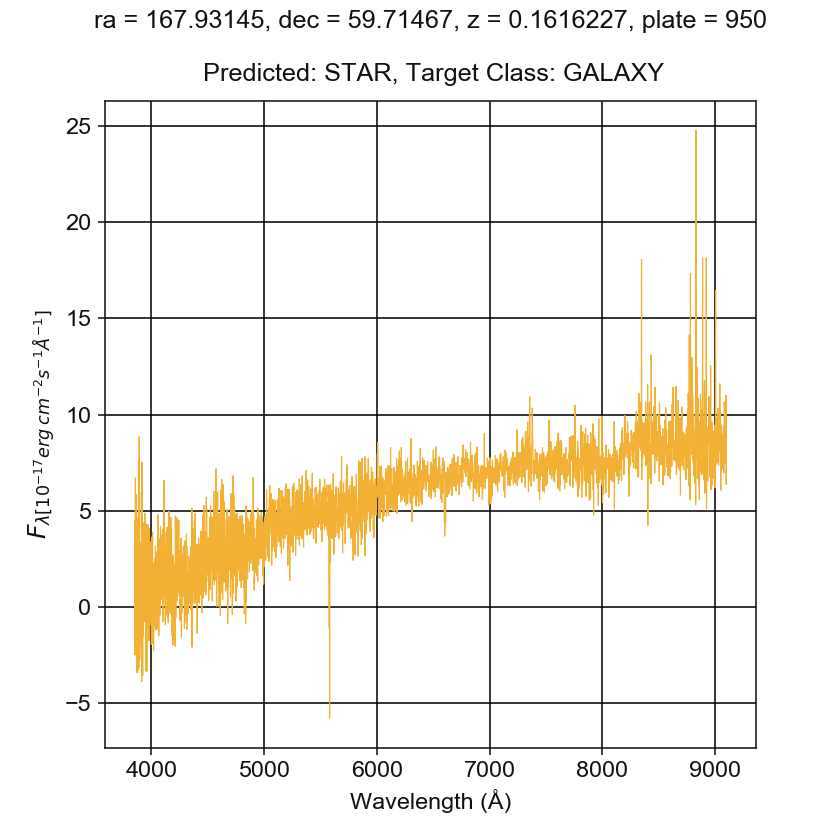 ra = 167.93145, dec = 59.71467, z = 0.1616227, plate = 950
Predicted: STAR, Target Class: GALAXY
25
20
15
10
5
0
−5
F_λ[10^{−17} erg cm^{−2} s^{−1} Å^{−1}]
4000 5000 6000 7000 8000 9000
Wavelength (Å)